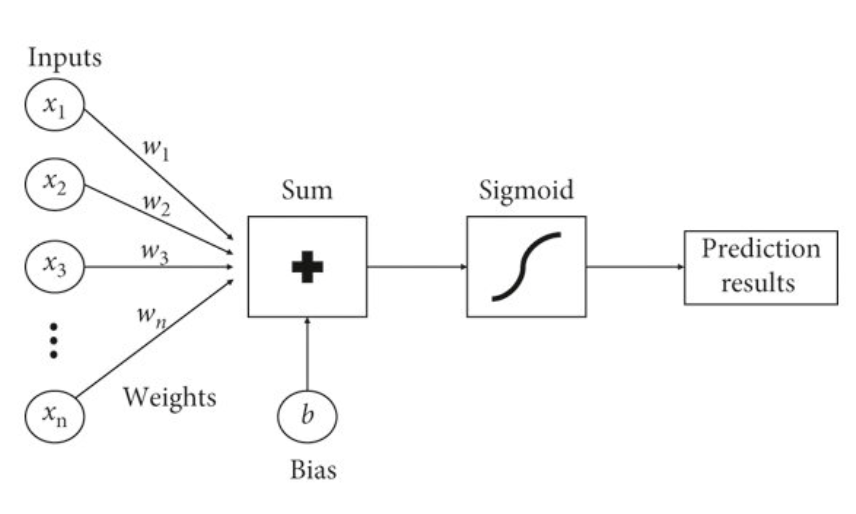 Inputs
x1
w1
x2
w2
Sum
Sigmoid
x3
w3
Prediction
results
wn
xn
Weights
b
Bias